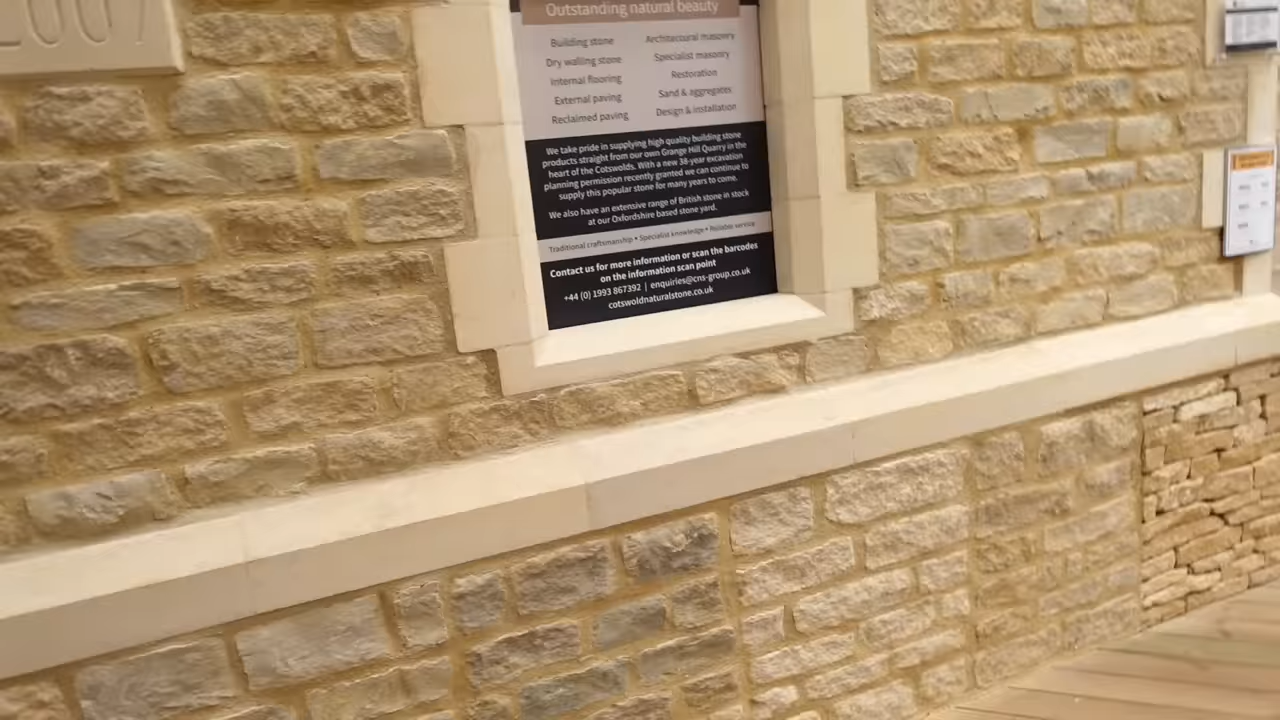 2007
Outstanding natural beauty
Building stone
Dry walling stone
Internal flooring
External paving
Reclaimed paving
Architectural masonry
Specialist masonry
Restoration
Sand & aggregates
Design & installation
We take pride in supplying high quality building stone
products straight from our own Grange Hill Quarry in the
heart of the Cotswolds. With a new 38-year excavation
planning permission recently granted we can continue to
supply this popular stone for many years to come.
We also have an extensive range of British stone in stock
at our Oxfordshire based stone yard.
Traditional craftsmanship • Specialist knowledge • Reliable service
Contact us for more information or scan the barcodes
on the information scan point
+44 (0) 1993 867392 | enquiries@cns-group.co.uk
cotswoldnaturalstone.co.uk